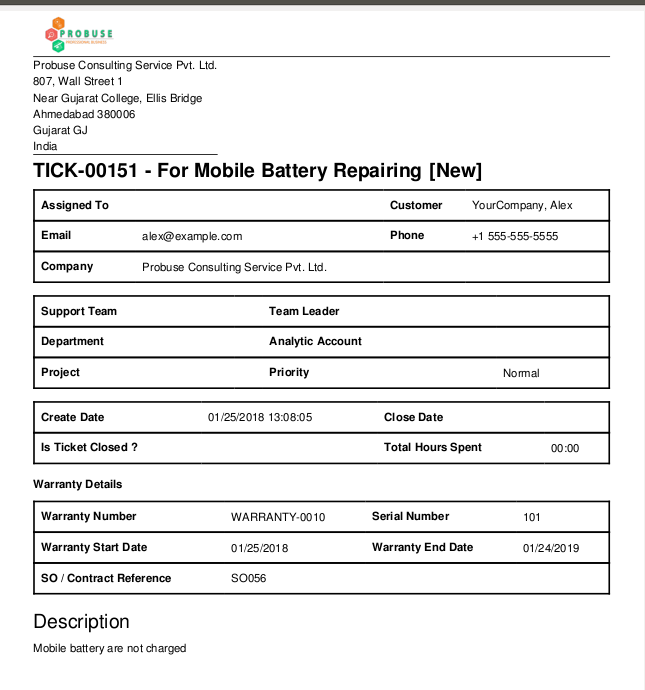 PROBUSE
Probuse Consulting Service Pvt. Ltd.
807, Wall Street 1
Near Gujarat College, Ellis Bridge
Ahmedabad 380006
Gujarat GJ
India
TICK-00151 - For Mobile Battery Repairing [New]
Assigned To Customer YourCompany, Alex
Email alex@example.com Phone +1 555-555-5555
Company Probuse Consulting Service Pvt. Ltd.
Support Team Team Leader
Department Analytic Account
Project Priority Normal
Create Date 01/25/2018 13:08:05 Close Date
Is Ticket Closed ? Total Hours Spent 00:00
Warranty Details
Warranty Number WARRANTY-0010 Serial Number 101
Warranty Start Date 01/25/2018 Warranty End Date 01/24/2019
SO / Contract Reference SO056
Description
Mobile battery are not charged